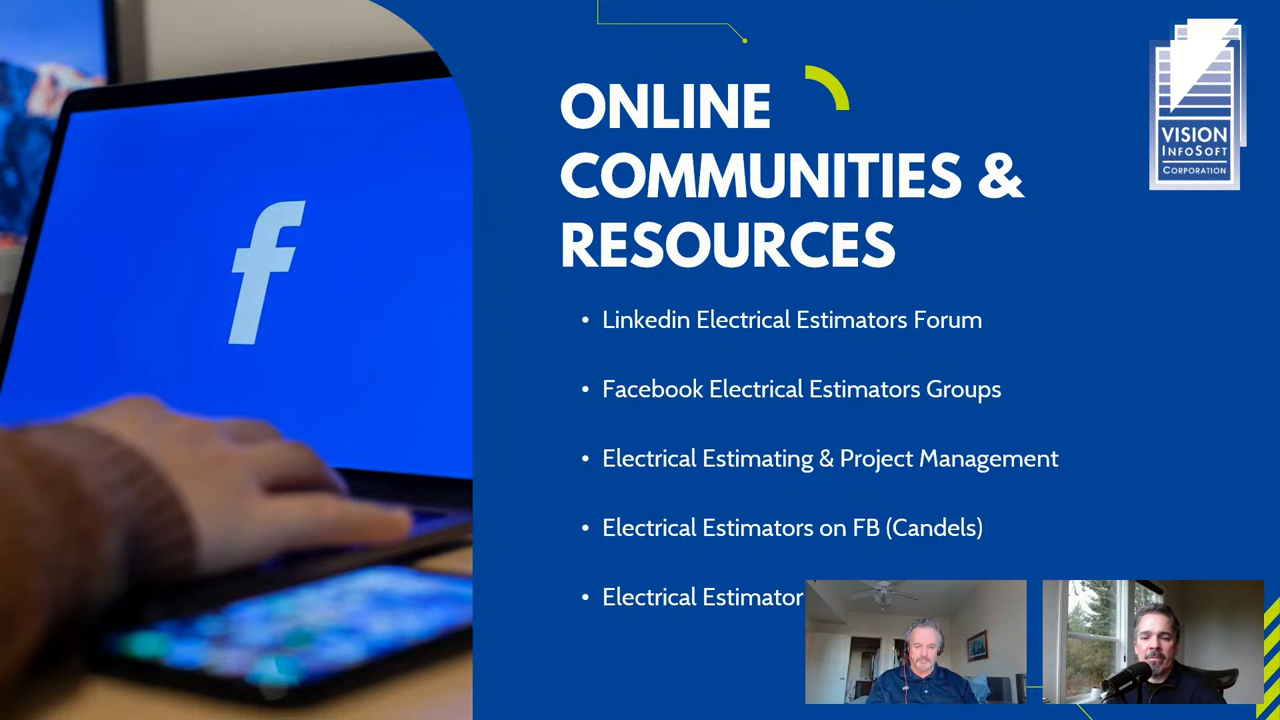 ONLINE
COMMUNITIES &
RESOURCES
VISION
INFOSOFT
CORPORATION
• Linkedin Electrical Estimators Forum
• Facebook Electrical Estimators Groups
• Electrical Estimating & Project Management
• Electrical Estimators on FB (Candels)
• Electrical Estimator